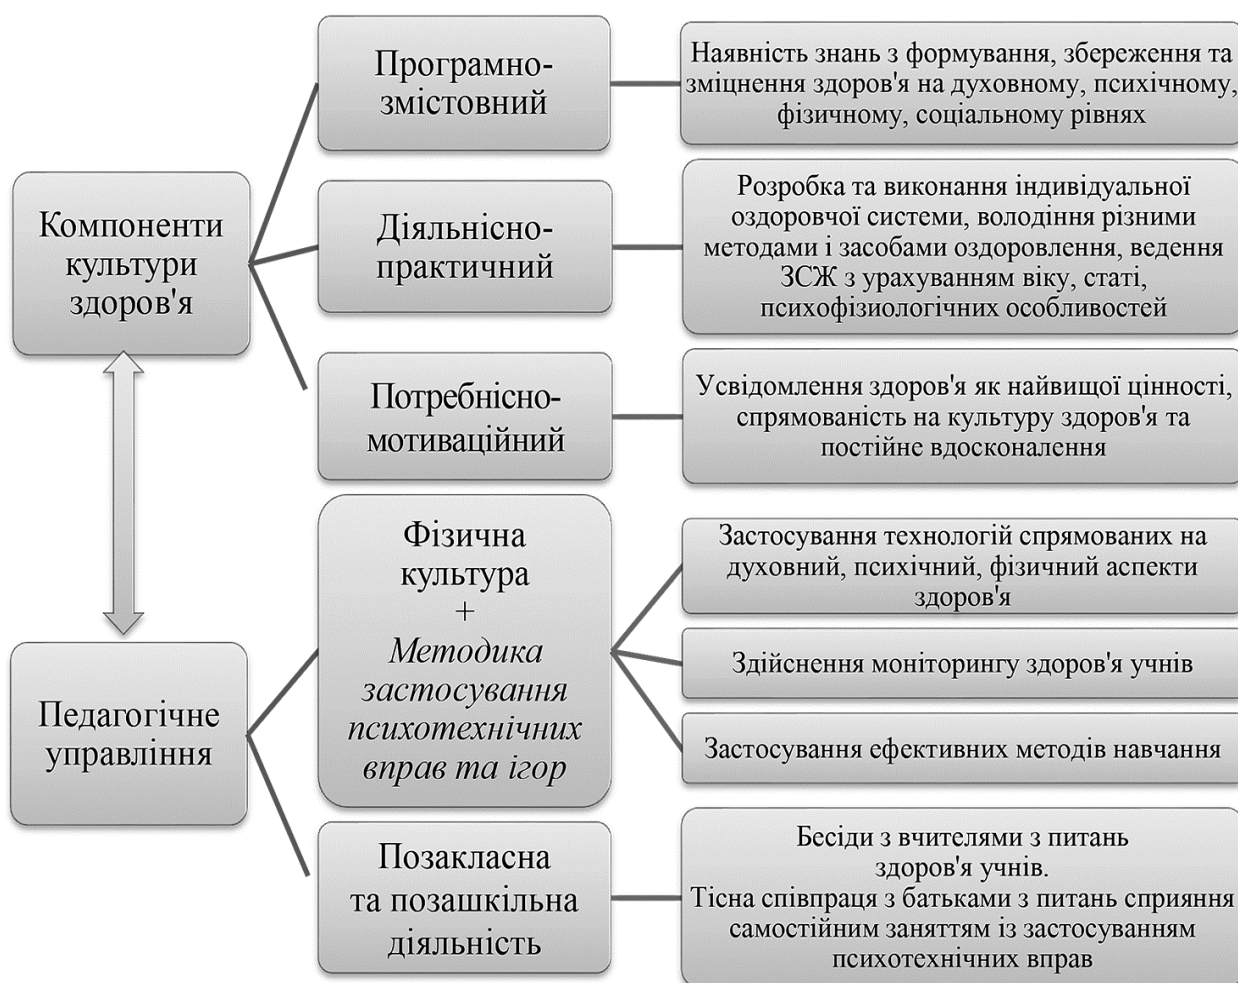 Програмно-
змістовний
Наявність знань з формування, збереження та
зміцнення здоров'я на духовному, психічному,
фізичному, соціальному рівнях
Компоненти
культури
здоров'я
Діяльнісно-
практичний
Розробка та виконання індивідуальної
оздоровчої системи, володіння різними
методами і засобами оздоровлення, ведення
ЗСЖ з урахуванням віку, статі,
психофізиологічних особливостей
Потребнісно-
мотиваційний
Усвідомлення здоров'я як найвищої цінності,
спрямованість на культуру здоров'я та
постійне вдосконалення
Педагогічне
управління
Фізична
культура
+
Методика
застосування
психотехнічних
вправ та ігор
Застосування технологій спрямованих на
духовний, психічний, фізичний аспекти
здоров'я
Здійснення моніторингу здоров'я учнів
Застосування ефективних методів навчання
Позакласна
та позашкільна
діяльність
Бесіди з вчителями з питань
здоров'я учнів.
Тісна співпраця з батьками з питань сприяння
самостійним заняттям із застосуванням
психотехнічних вправ